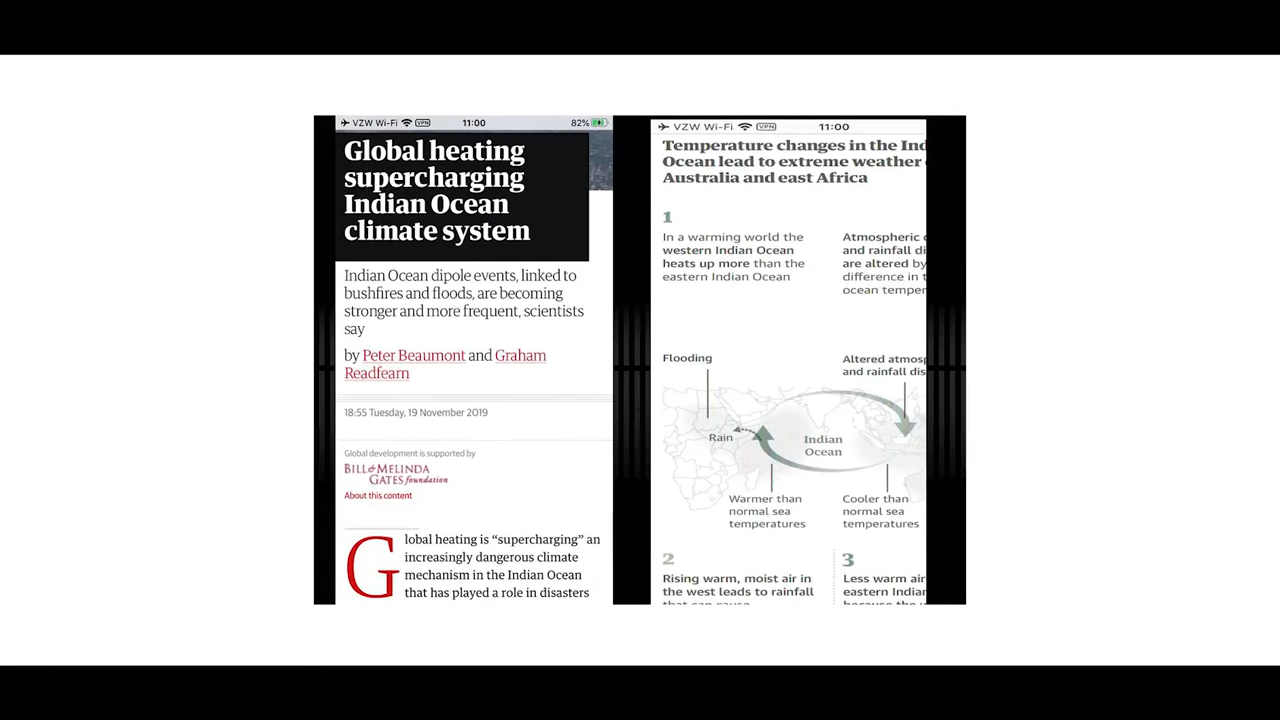 VZW Wi-Fi VPN 11:00 82%
Global heating
supercharging
Indian Ocean
climate system
Indian Ocean dipole events, linked to
bushfires and floods, are becoming
stronger and more frequent, scientists
say
by Peter Beaumont and Graham
Readfearn
18:55 Tuesday, 19 November 2019
Global development is supported by
BILL & MELINDA
GATES foundation
About this content
Global heating is “supercharging” an
increasingly dangerous climate
mechanism in the Indian Ocean
that has played a role in disasters
VZW Wi-Fi VPN 11:00
Temperature changes in the Ind
Ocean lead to extreme weather
Australia and east Africa
1
In a warming world the
western Indian Ocean
heats up more than the
eastern Indian Ocean
Atmospheric
and rainfall di
are altered by
difference in t
ocean temper
Flooding
Altered atmosp
and rainfall dis
Rain
Indian
Ocean
Warmer than
normal sea
temperatures
Cooler than
normal sea
temperatures
2
Rising warm, moist air in
the west leads to rainfall
that can cause
3
Less warm air
eastern Indian
because the